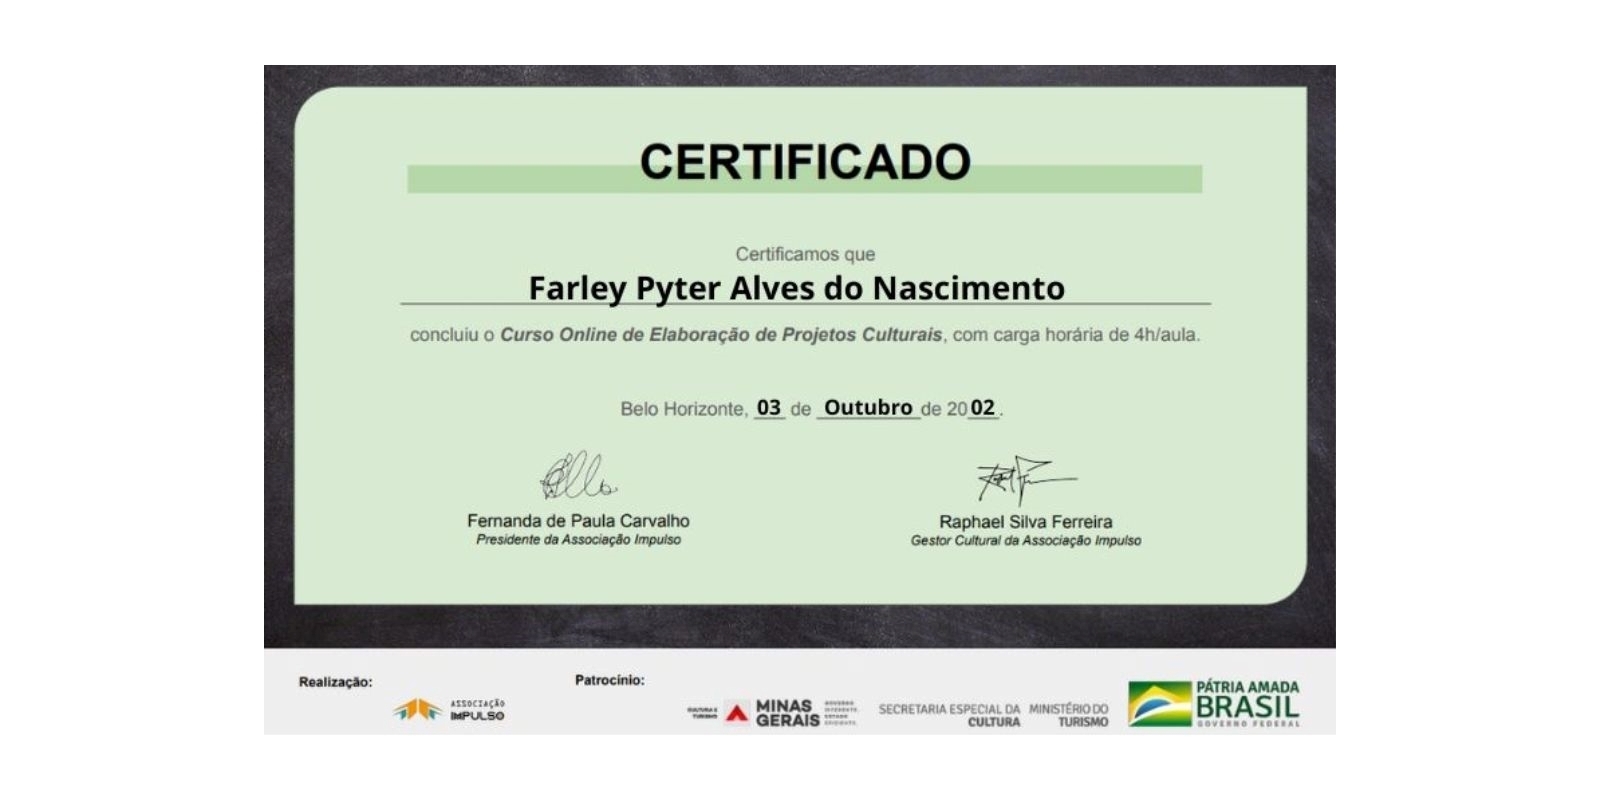 CERTIFICADO
Certificamos que
Farley Pyter Alves do Nascimento
concluiu o Curso Online de Elaboração de Projetos Culturais, com carga horária de 4h/aula.
Belo Horizonte, 03 de Outubro de 2002.
Fernanda de Paula Carvalho
Presidente da Associação Impulso
Raphael Silva Ferreira
Gestor Cultural da Associação Impulso
Realização:
ASSOCIAÇÃO
IMPULSO
Patrocínio:
CULTURA E
TURISMO
MINAS
GERAIS
GOVERNO
DIFERENTE.
ESTADO
EFICIENTE.
SECRETARIA ESPECIAL DA
CULTURA
MINISTÉRIO DO
TURISMO
PÁTRIA AMADA
BRASIL
GOVERNO FEDERAL